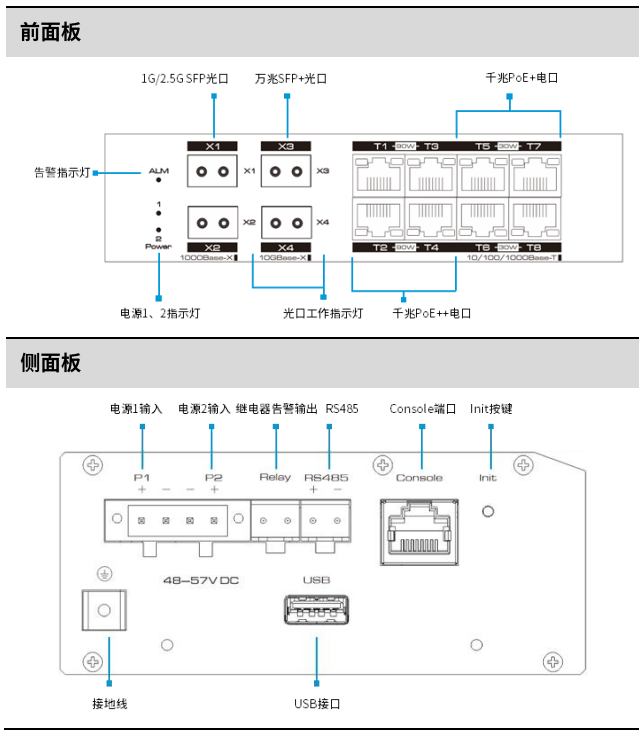 前面板
1G/2.5G SFP光口 万兆SFP+光口 千兆PoE+电口
X1 X3 T1 -90W- T3 T5 -30W- T7
告警指示灯 ALM X1 X3
1
2
Power
X2 X4
X2 X4 T2 -90W- T4 T6 -30W- T8
1000Base-X 10GBase-X 10/100/1000Base-T
电源1、2指示灯 光口工作指示灯 千兆PoE++电口
侧面板
电源1输入 电源2输入 继电器告警输出 RS485 Console端口 Init按键
P1 P2 Relay RS485 Console Init
+ − − + + −
48–57V DC USB
接地线 USB接口